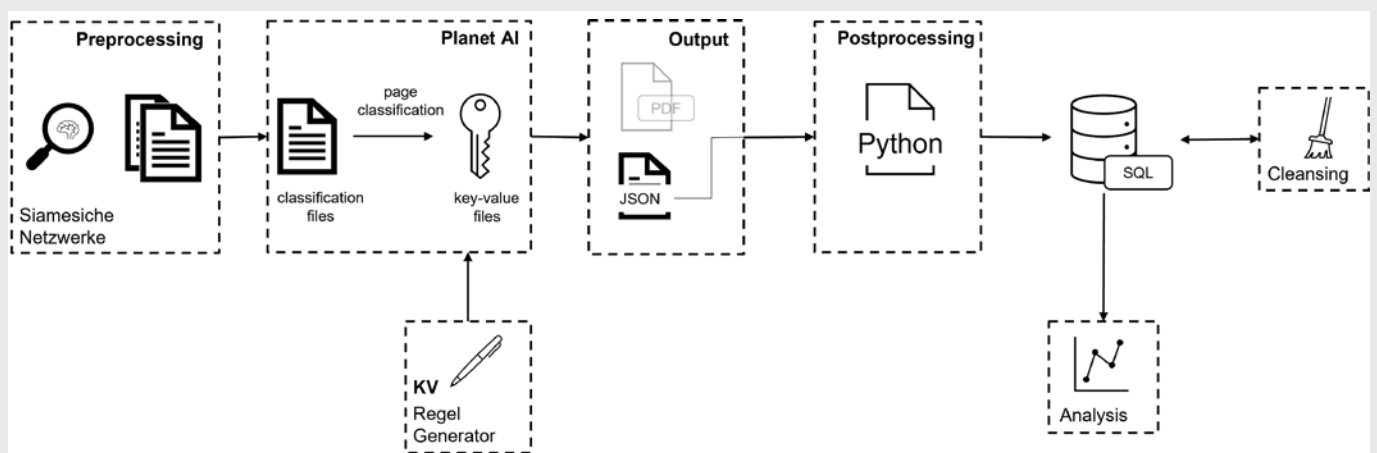 Preprocessing
Siamesiche
Netzwerke
Planet AI
page
classification
classification
files
key-value
files
KV
Regel
Generator
Output
PDF
JSON
Postprocessing
Python
SQL
Cleansing
Analysis